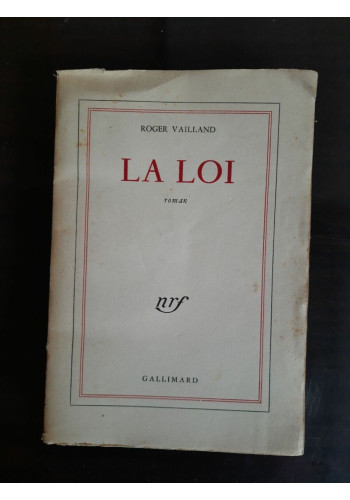 ROGER VAILLAND
LA LOI
roman
nrf
GALLIMARD